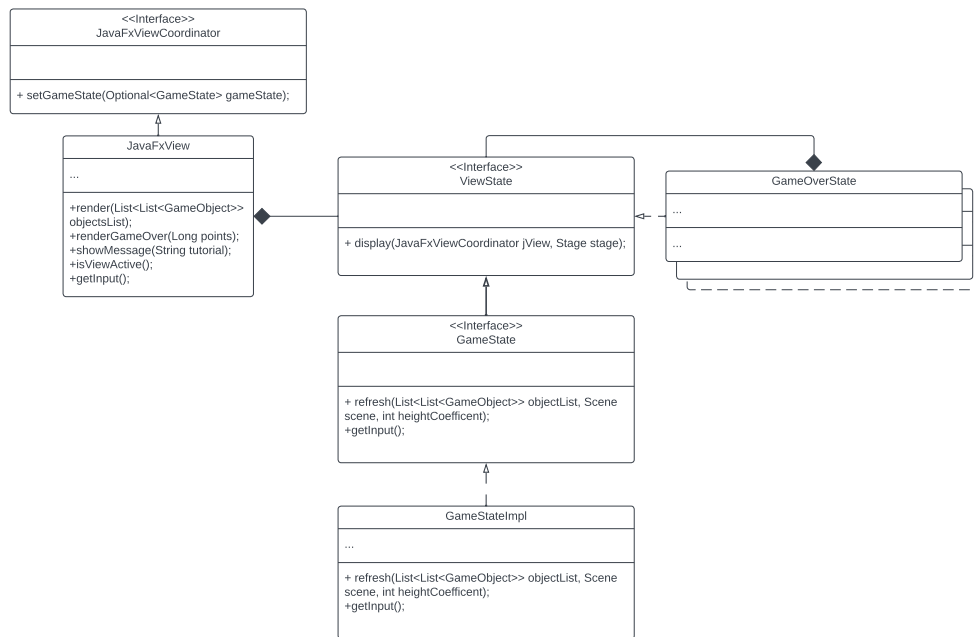 <<Interface>>
JavaFxViewCoordinator
+ setGameState(Optional<GameState> gameState);
JavaFxView
...
+render(List<List<GameObject>>
objectsList);
+renderGameOver(Long points);
+showMessage(String tutorial);
+isViewActive();
+getInput();
<<Interface>>
ViewState
+ display(JavaFxViewCoordinator jView, Stage stage);
GameOverState
...
...
<<Interface>>
GameState
+ refresh(List<List<GameObject>> objectList, Scene
scene, int heightCoefficent);
+getInput();
GameStateImpl
...
+ refresh(List<List<GameObject>> objectList, Scene
scene, int heightCoefficent);
+getInput();